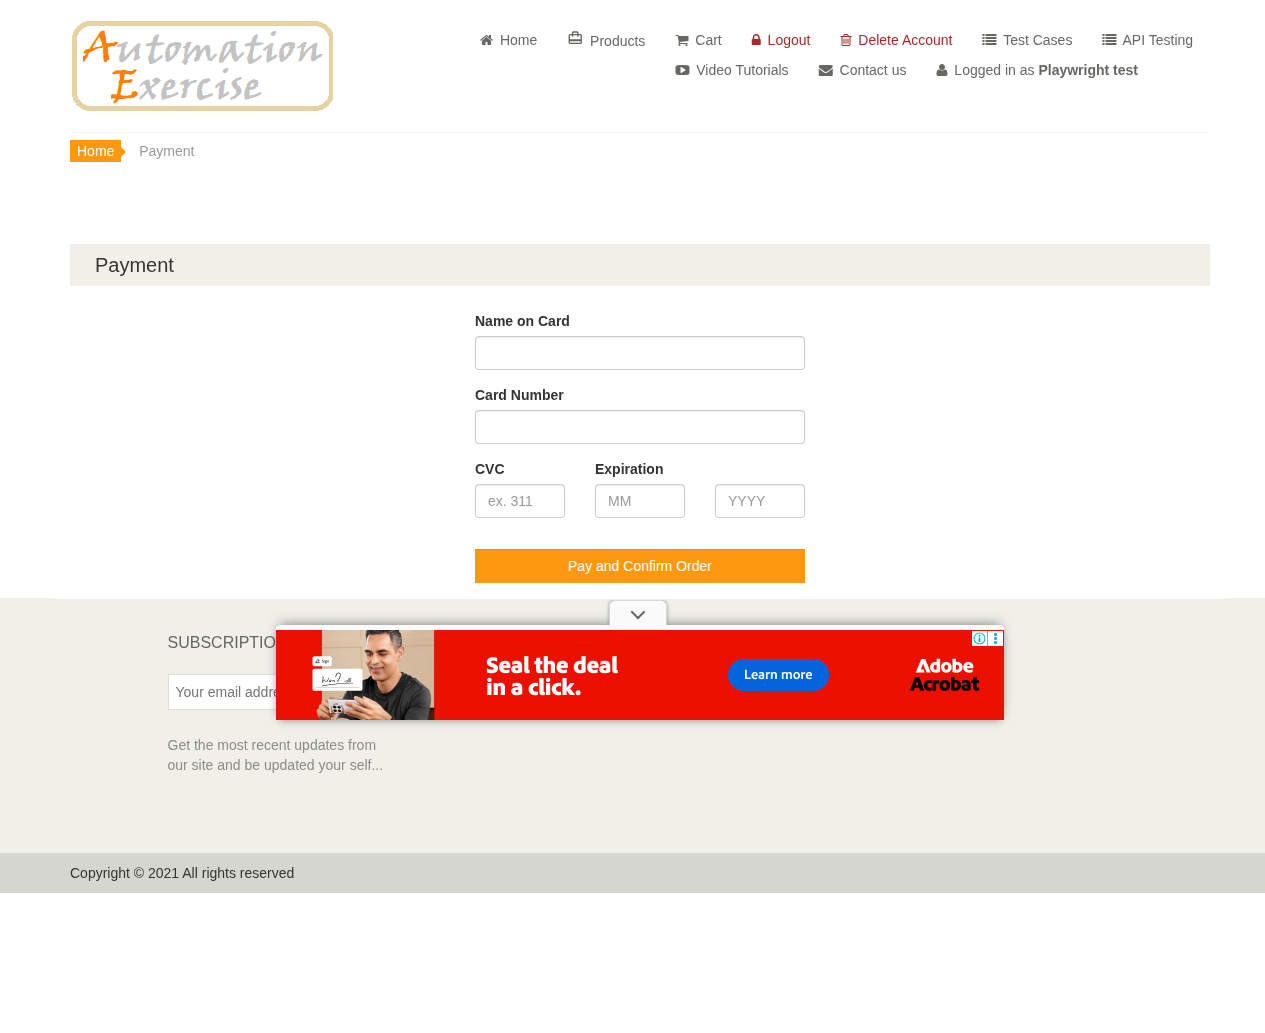 Automation
Exercise
Home
Products
Cart
Logout
Delete Account
Test Cases
API Testing
Video Tutorials
Contact us
Logged in as Playwright test
Home
Payment
Payment
Name on Card
Card Number
CVC
Expiration
ex. 311
MM
YYYY
Pay and Confirm Order
SUBSCRIPTIO
Your email addre
Seal the deal
in a click.
Learn more
Adobe
Acrobat
Get the most recent updates from
our site and be updated your self...
Copyright © 2021 All rights reserved